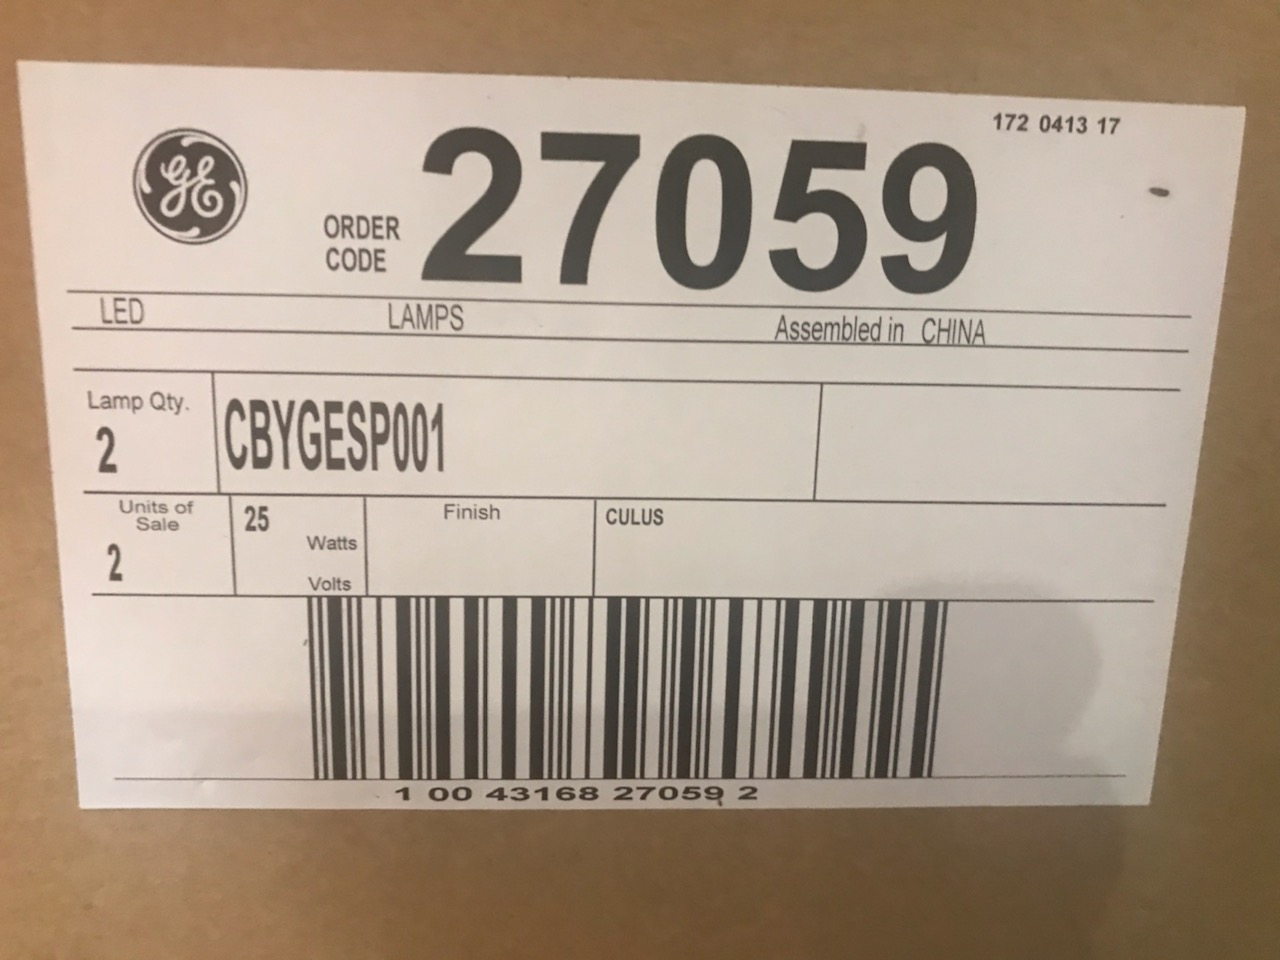 172 0413 17
GE
ORDER
CODE
27059
LED LAMPS Assembled in CHINA
Lamp Qty.
2
CBYGESP001
Units of
Sale
2
25
Watts
Volts
Finish
CULUS
1 00 43168 27059 2